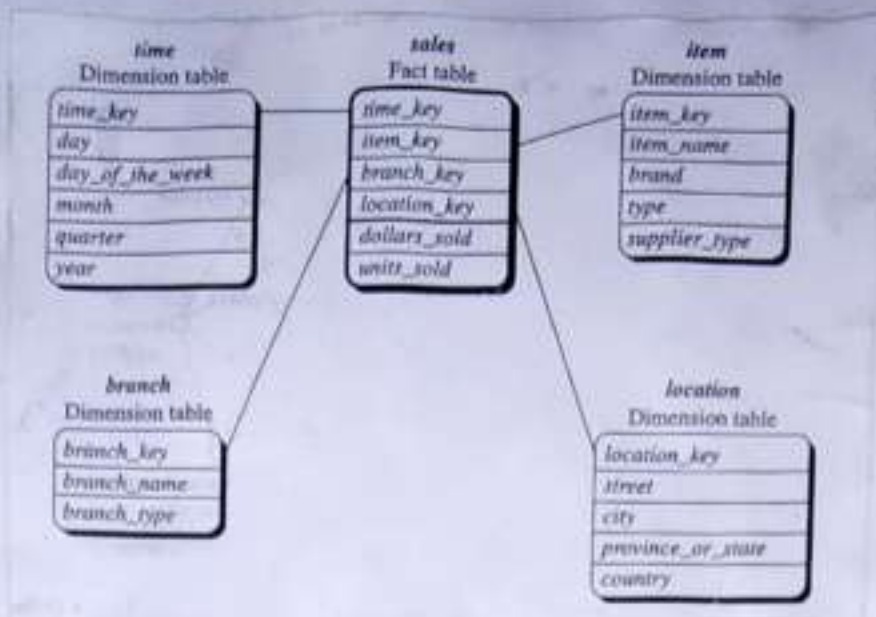 time
Dimension table
time_key
day
day_of_the_week
month
quarter
year
sales
Fact table
time_key
item_key
branch_key
location_key
dollars_sold
units_sold
item
Dimension table
item_key
item_name
brand
type
supplier_type
branch
Dimension table
branch_key
branch_name
branch_type
location
Dimension table
location_key
street
city
province_or_state
country